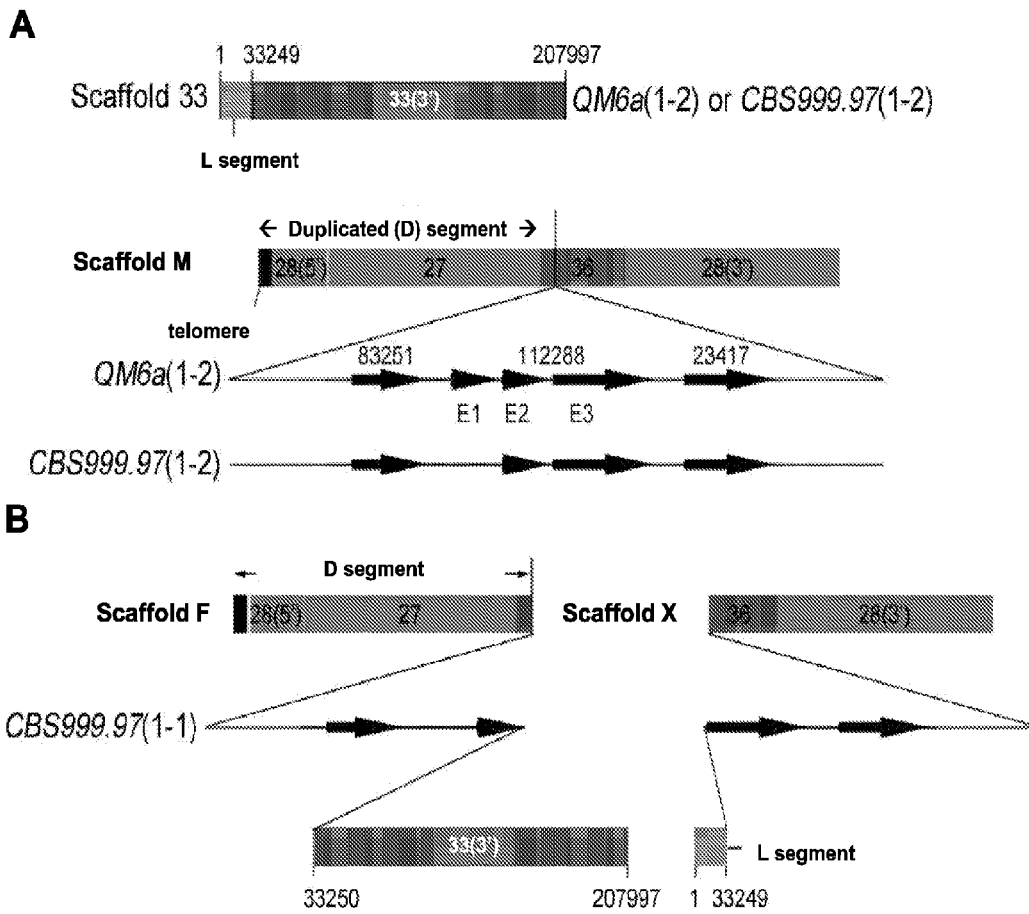 A
1 33249 207997
Scaffold 33 33(3') QM6a(1-2) or CBS999.97(1-2)
L segment
← Duplicated (D) segment →
Scaffold M 28(5') 27 36 28(3')
telomere
83251 112288 23417
QM6a(1-2)
E1 E2 E3
CBS999.97(1-2)
B
D segment
Scaffold F 28(5') 27 Scaffold X 36 28(3')
CBS999.97(1-1)
33(3') L segment
33250 207997 1 33249